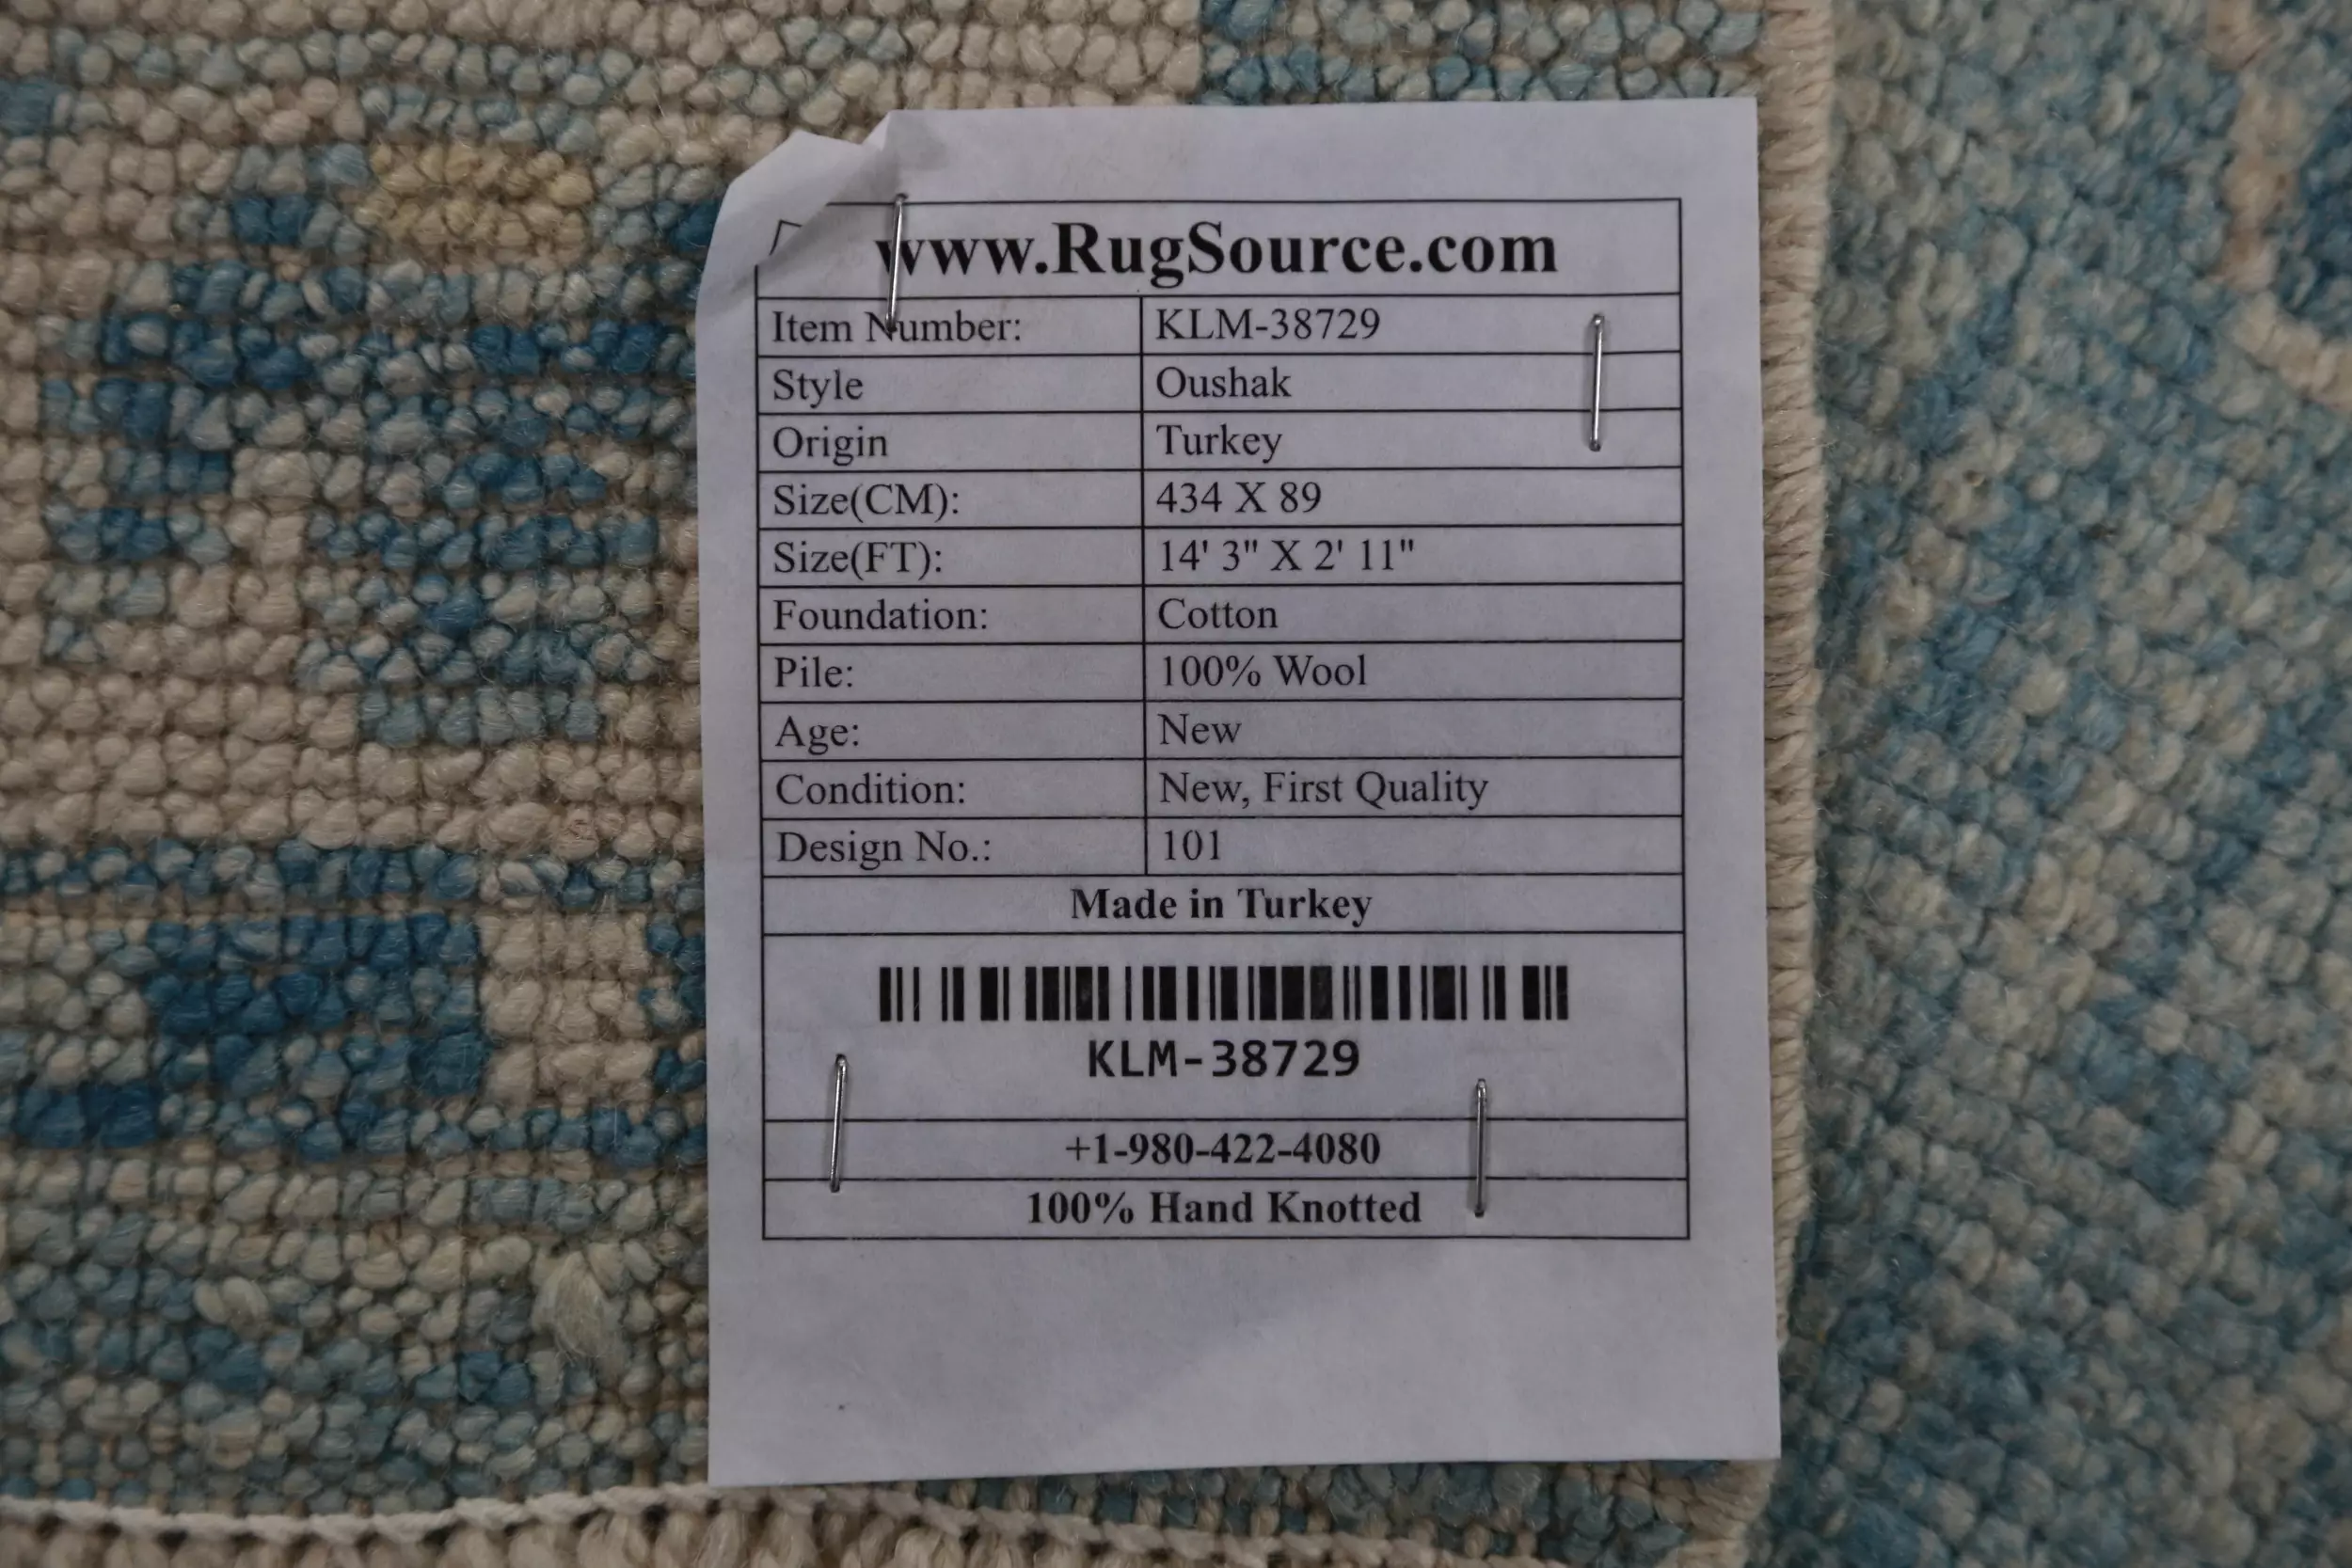 www.RugSource.com
Item Number: KLM-38729
Style Oushak
Origin Turkey
Size(CM): 434 X 89
Size(FT): 14' 3" X 2' 11"
Foundation: Cotton
Pile: 100% Wool
Age: New
Condition: New, First Quality
Design No.: 101
Made in Turkey
KLM-38729
+1-980-422-4080
100% Hand Knotted